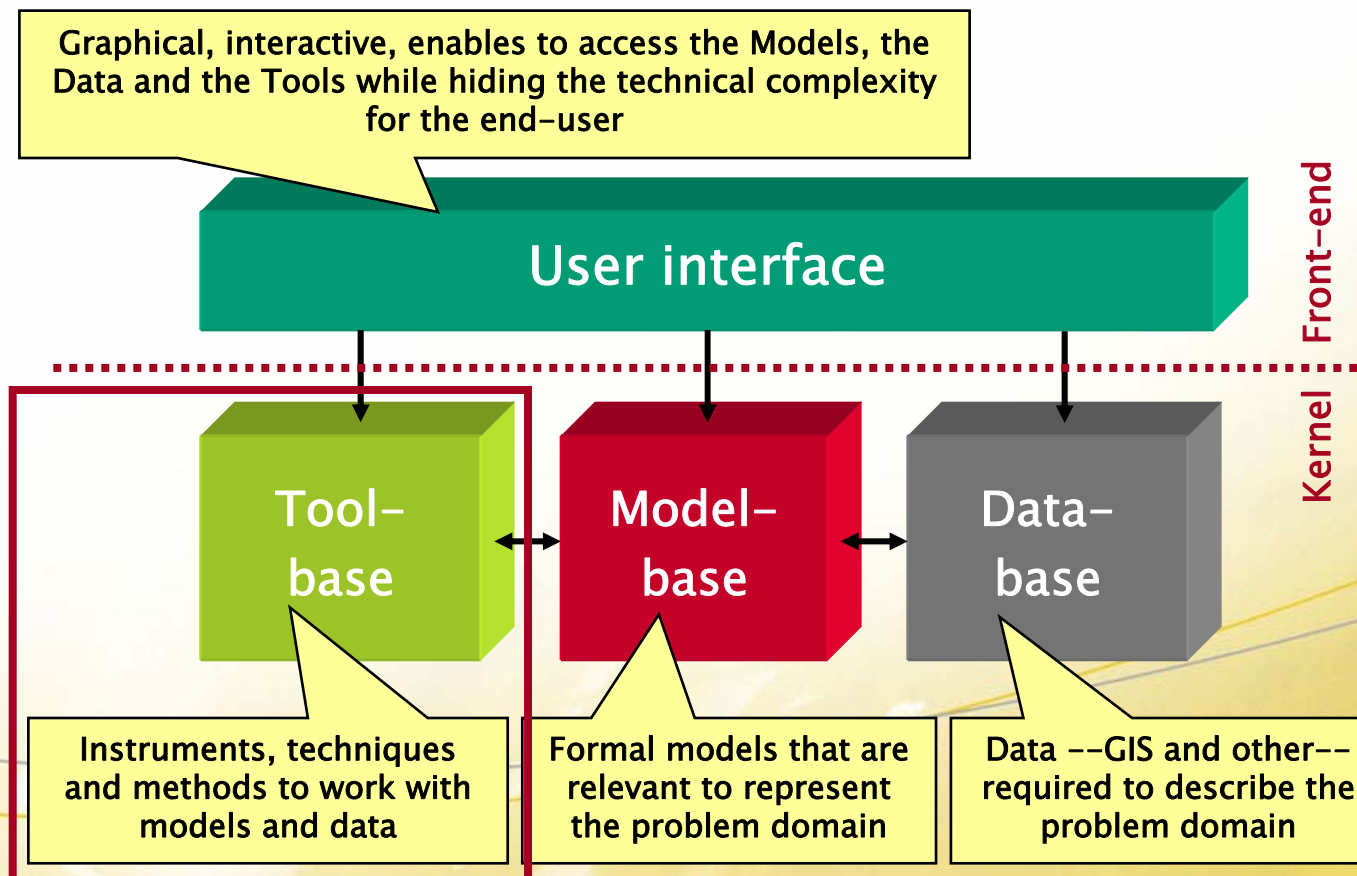 Graphical, interactive, enables to access the Models, the
Data and the Tools while hiding the technical complexity
for the end-user
User interface
Front-end
Kernel
Tool-
base
Model-
base
Data-
base
Instruments, techniques
and methods to work with
models and data
Formal models that are
relevant to represent
the problem domain
Data --GIS and other--
required to describe the
problem domain